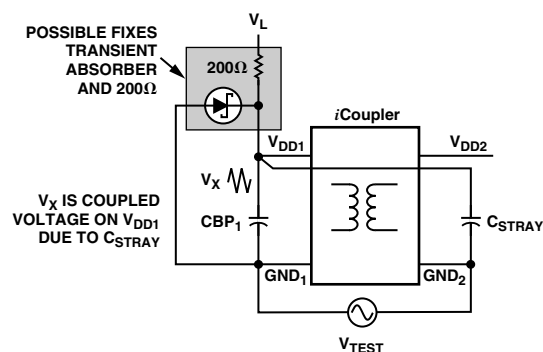 V_L
POSSIBLE FIXES
TRANSIENT
ABSORBER
AND 200Ω
200Ω
iCoupler
V_DD1
V_DD2
V_X
V_X IS COUPLED
VOLTAGE ON V_DD1
DUE TO C_STRAY
CBP_1
C_STRAY
GND_1
GND_2
V_TEST